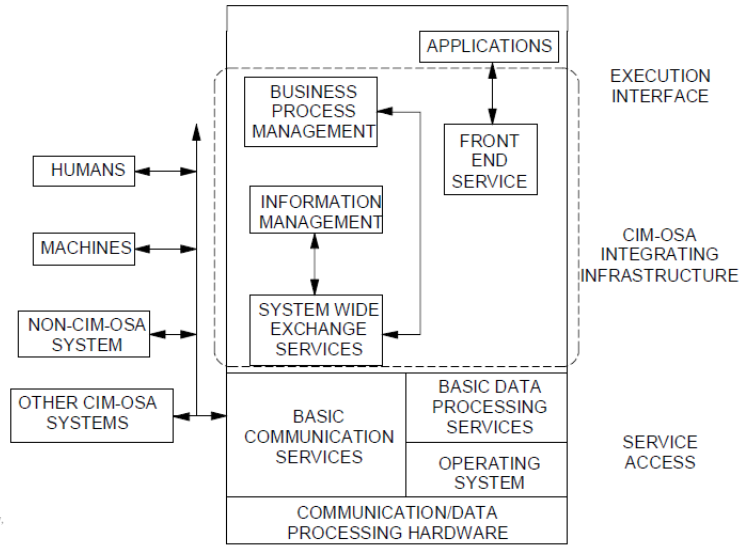 APPLICATIONS
EXECUTION
INTERFACE
BUSINESS
PROCESS
MANAGEMENT
FRONT
END
SERVICE
HUMANS
INFORMATION
MANAGEMENT
MACHINES
CIM-OSA
INTEGRATING
INFRASTRUCTURE
NON-CIM-OSA
SYSTEM
SYSTEM WIDE
EXCHANGE
SERVICES
OTHER CIM-OSA
SYSTEMS
BASIC
COMMUNICATION
SERVICES
BASIC DATA
PROCESSING
SERVICES
OPERATING
SYSTEM
SERVICE
ACCESS
COMMUNICATION/DATA
PROCESSING HARDWARE